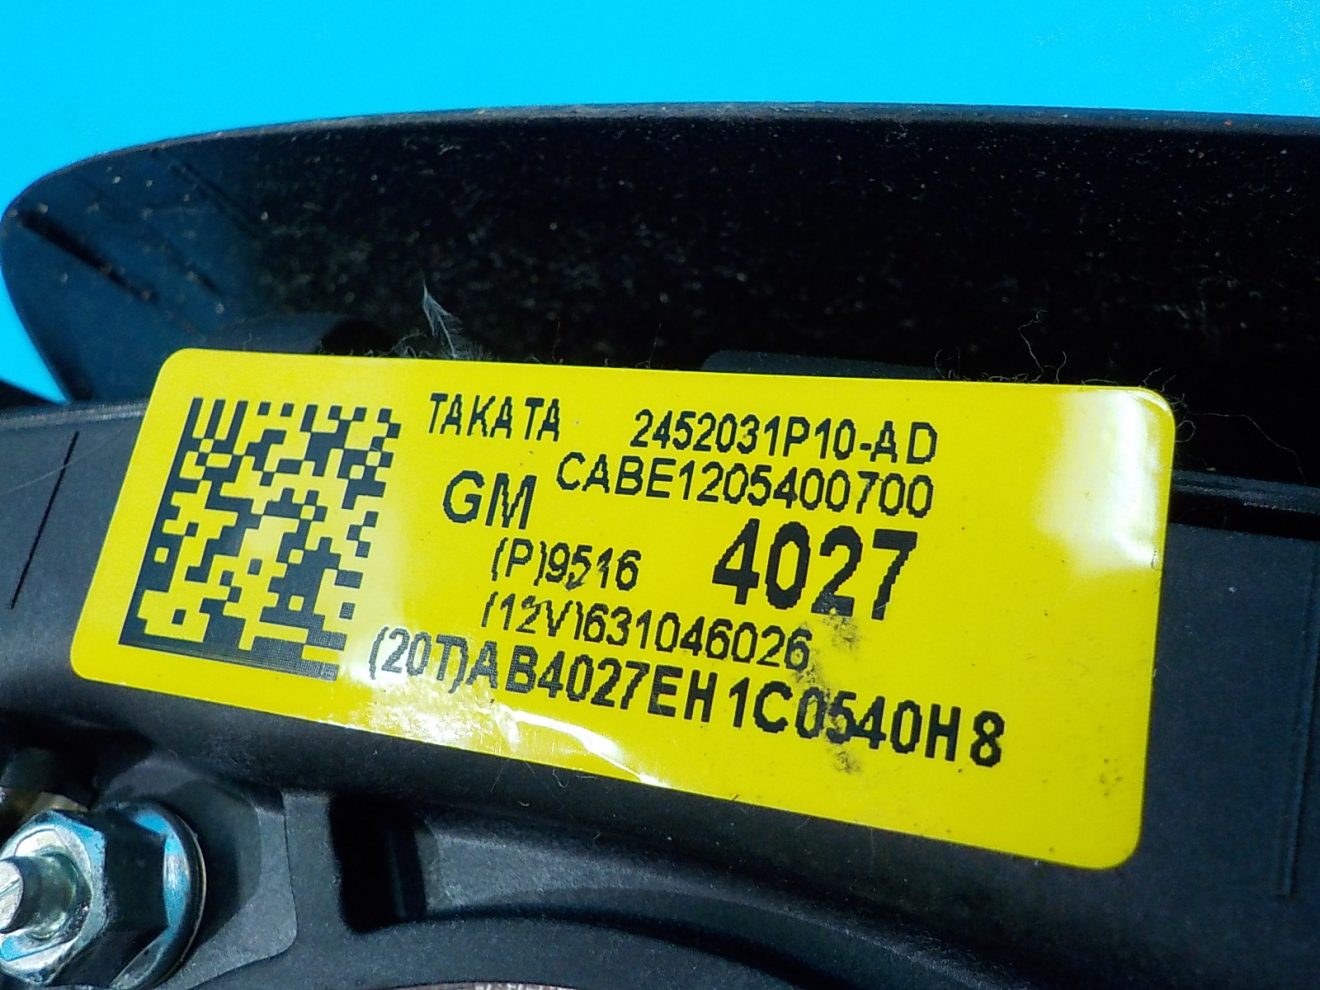 TAKATA 2452031P10-AD
GM CABE1205400700
(P)9516 4027
(12V)631046026
(20T)AB4027EH1C0540H8